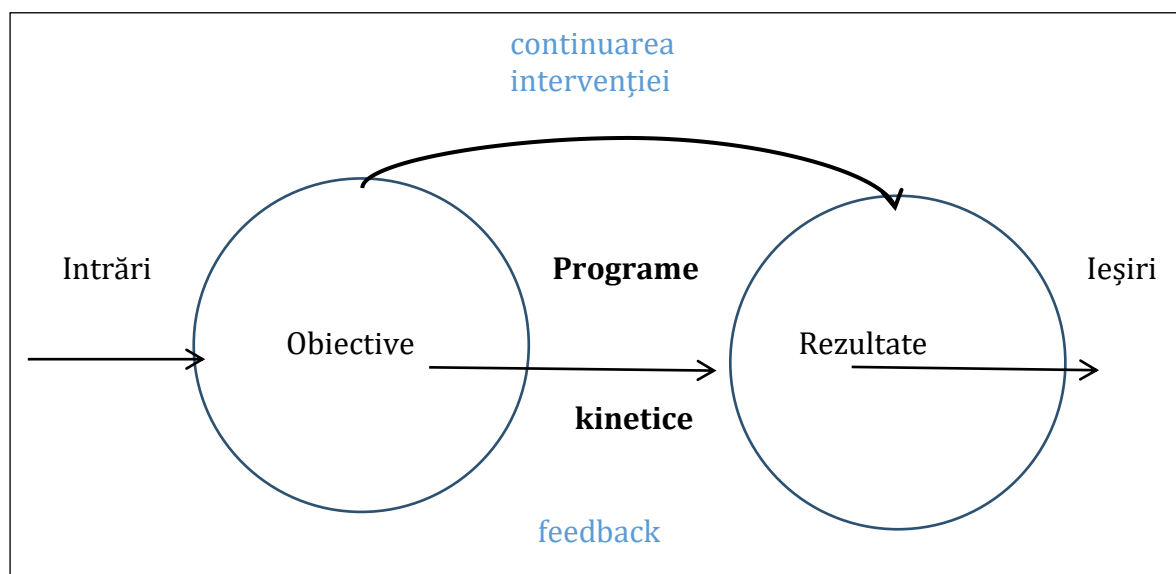 continuarea
intervenției
Intrări
Programe
Ieșiri
Obiective
Rezultate
kinetice
feedback